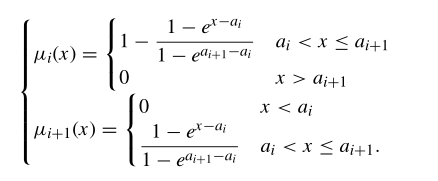 μ_i(x) = { 1 − (1 − e^{x−a_i}) / (1 − e^{a_{i+1}−a_i})   a_i < x ≤ a_{i+1}
0   x > a_{i+1}
μ_{i+1}(x) = { 0   x < a_i
(1 − e^{x−a_i}) / (1 − e^{a_{i+1}−a_i})   a_i < x ≤ a_{i+1}.